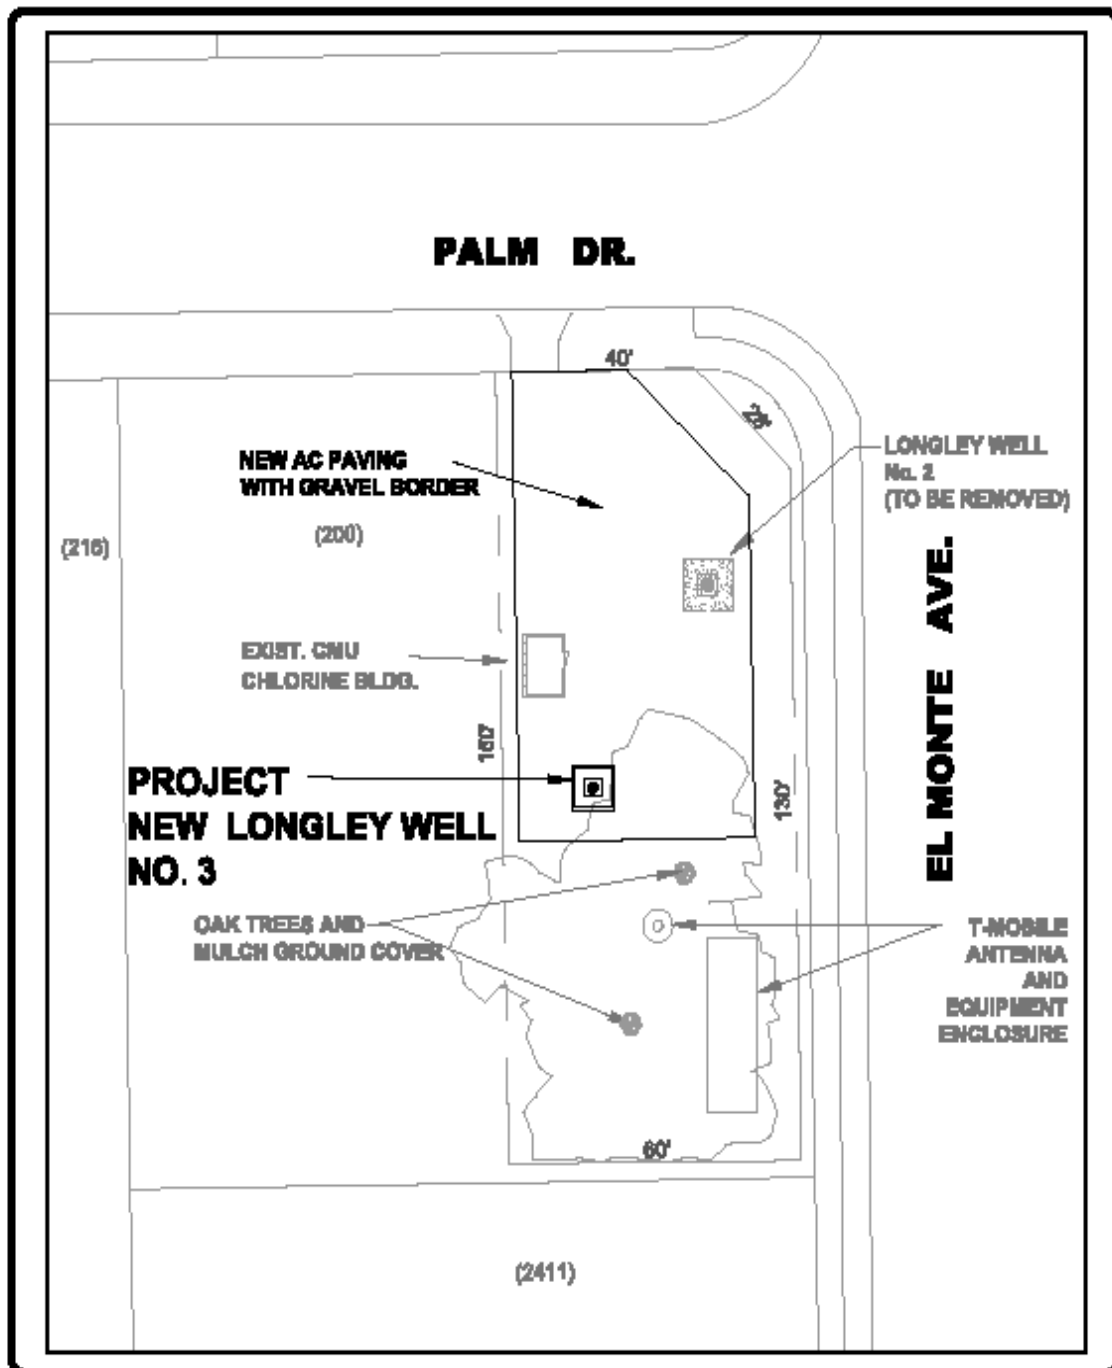 PALM DR.
40'
28'
LONGLEY WELL
No. 2
(TO BE REMOVED)
NEW AC PAVING
WITH GRAVEL BORDER
(200)
(216)
EL MONTE AVE.
EXIST. CMU
CHLORINE BLDG.
160'
130'
PROJECT
NEW LONGLEY WELL
NO. 3
OAK TREES AND
MULCH GROUND COVER
T-MOBILE
ANTENNA
AND
EQUIPMENT
ENCLOSURE
60'
(2411)